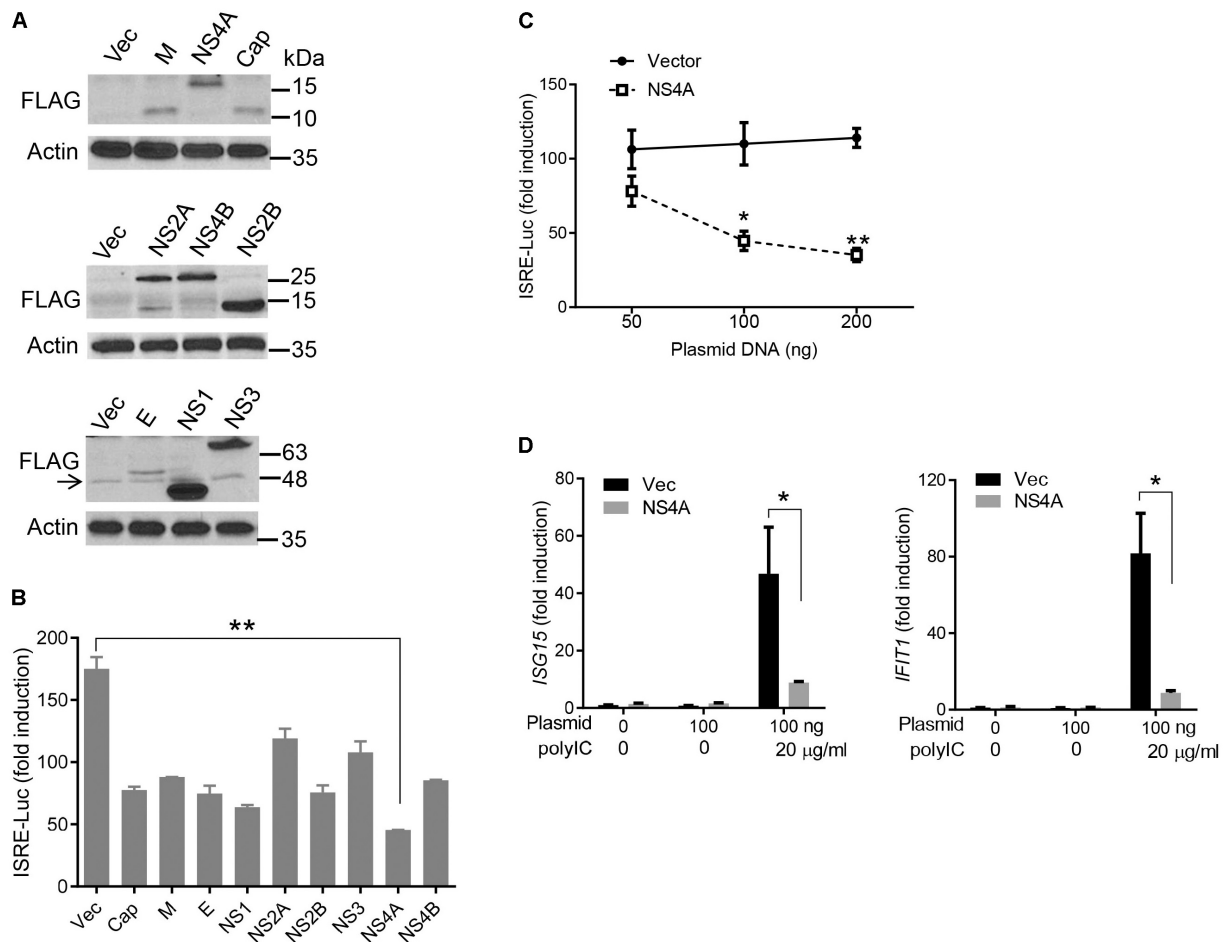 A
Vec M NS4A Cap kDa
FLAG
15
10
Actin
35
Vec NS2A NS4B NS2B
FLAG
25
15
Actin
35
Vec E NS1 NS3
FLAG
63
48
Actin
35
B
**
ISRE-Luc (fold induction)
200
150
100
50
0
Vec Cap M E NS1 NS2A NS2B NS3 NS4A NS4B
C
Vector
NS4A
ISRE-Luc (fold induction)
150
100
50
0
*
**
50 100 200
Plasmid DNA (ng)
D
Vec
NS4A
*
ISG15 (fold induction)
80
60
40
20
0
Plasmid 0 100 100 ng
polyIC 0 0 20 µg/ml
Vec
NS4A
*
IFIT1 (fold induction)
120
80
40
0
Plasmid 0 100 100 ng
polyIC 0 0 20 µg/ml